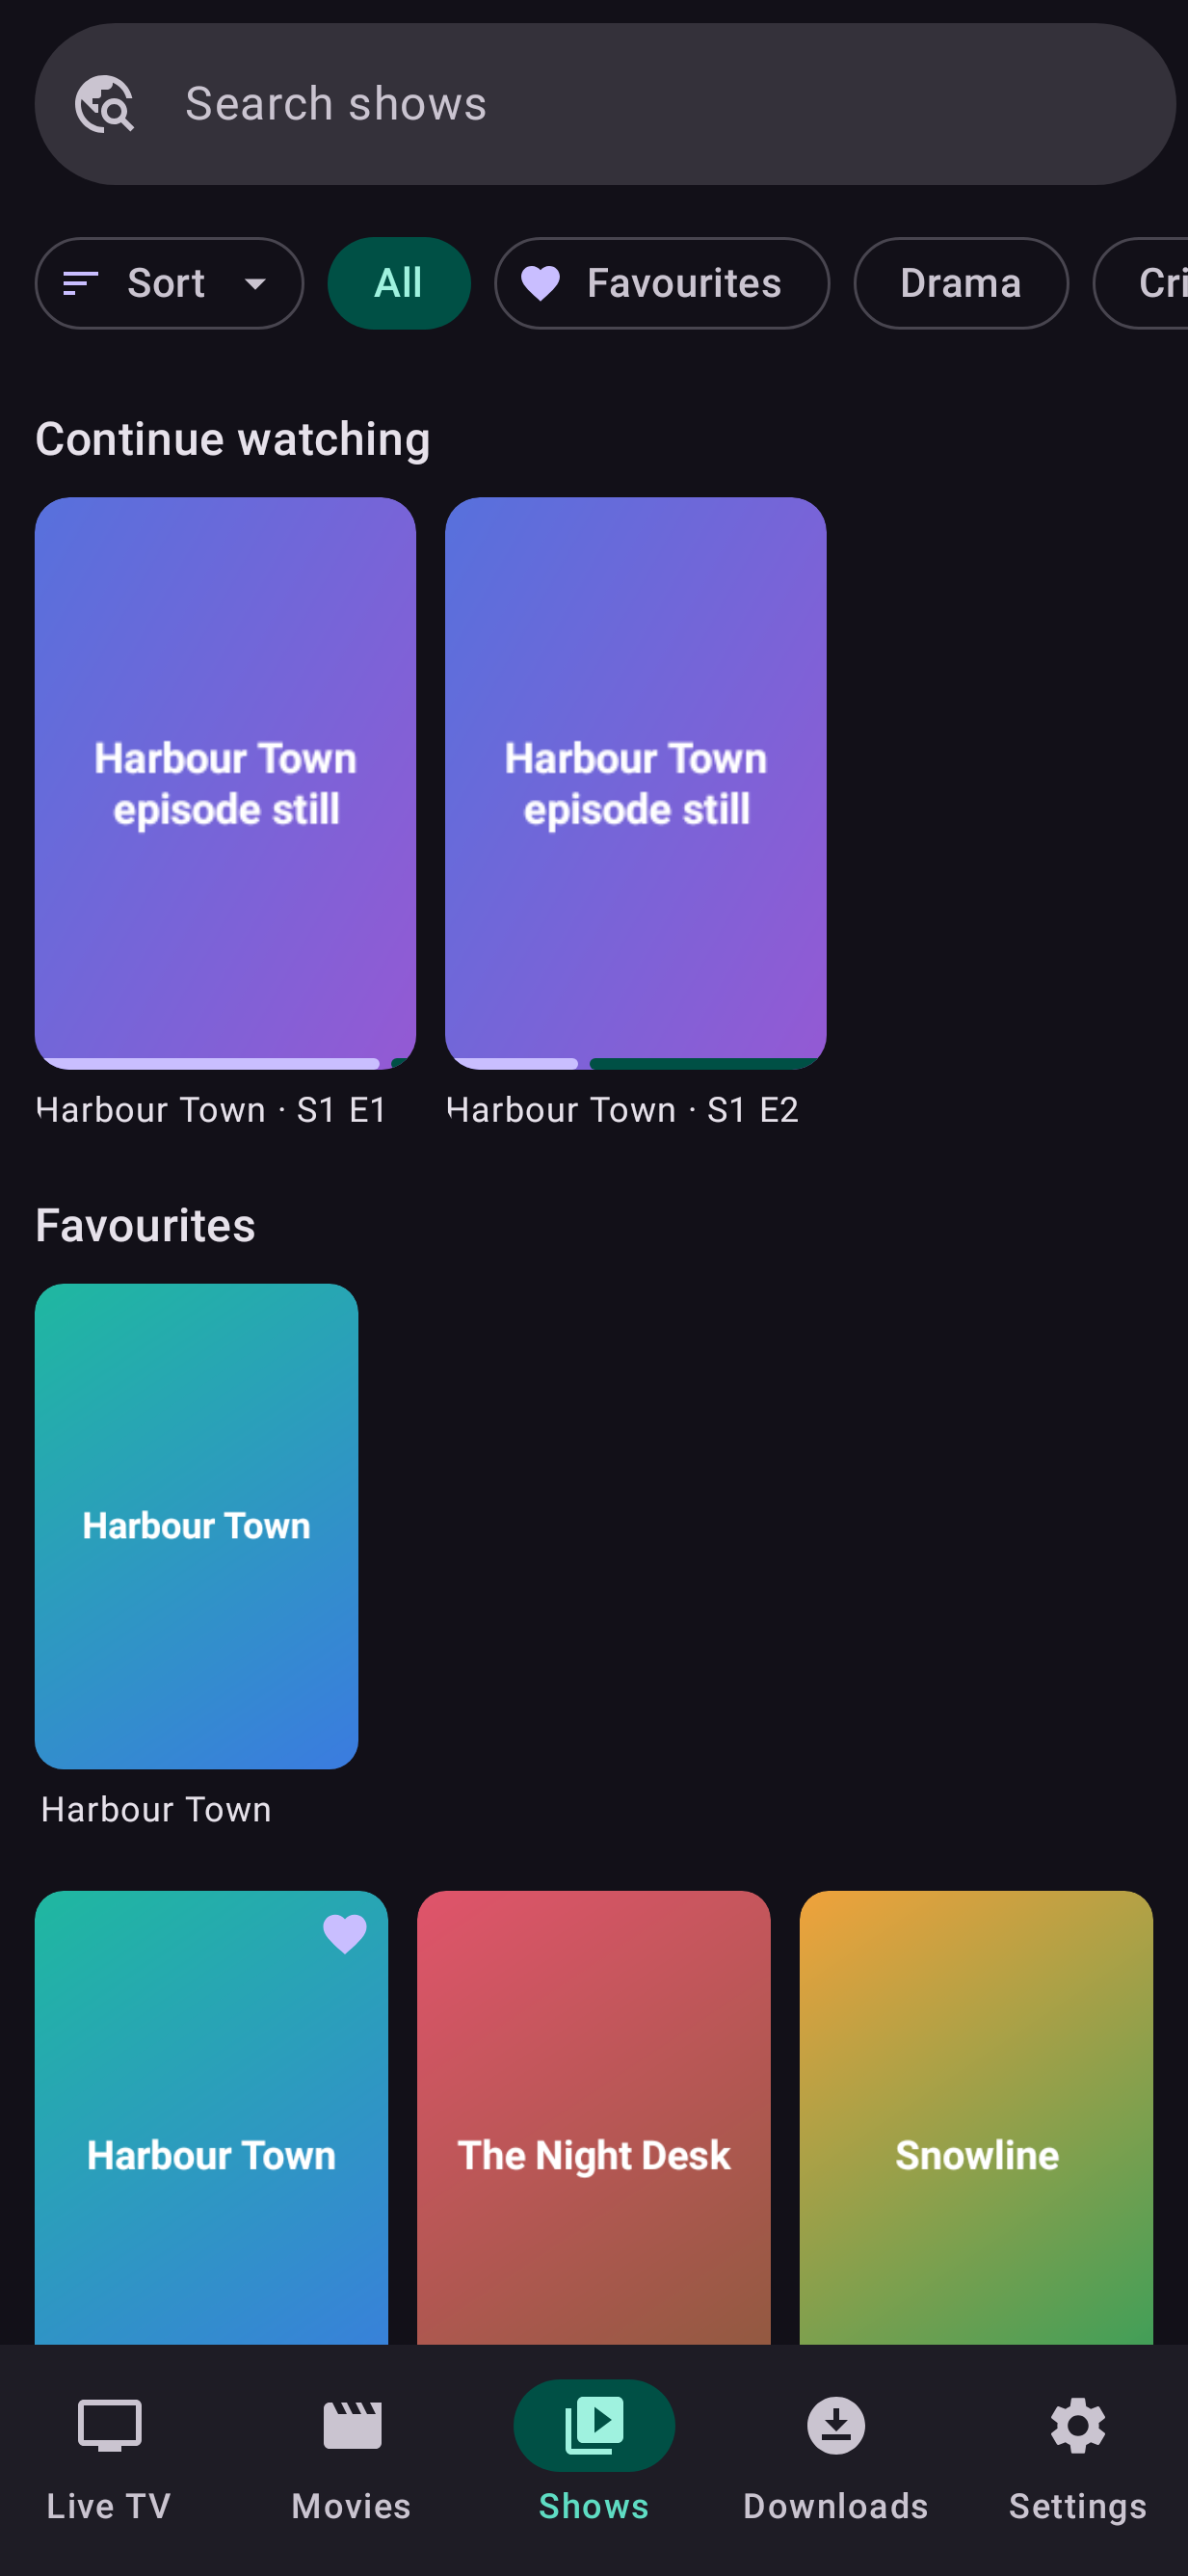 Search shows
Sort
All
Favourites
Drama
Cri
Continue watching
Harbour Town
episode still
Harbour Town
episode still
Harbour Town · S1 E1
Harbour Town · S1 E2
Favourites
Harbour Town
Harbour Town
Harbour Town
The Night Desk
Snowline
Live TV
Movies
Shows
Downloads
Settings